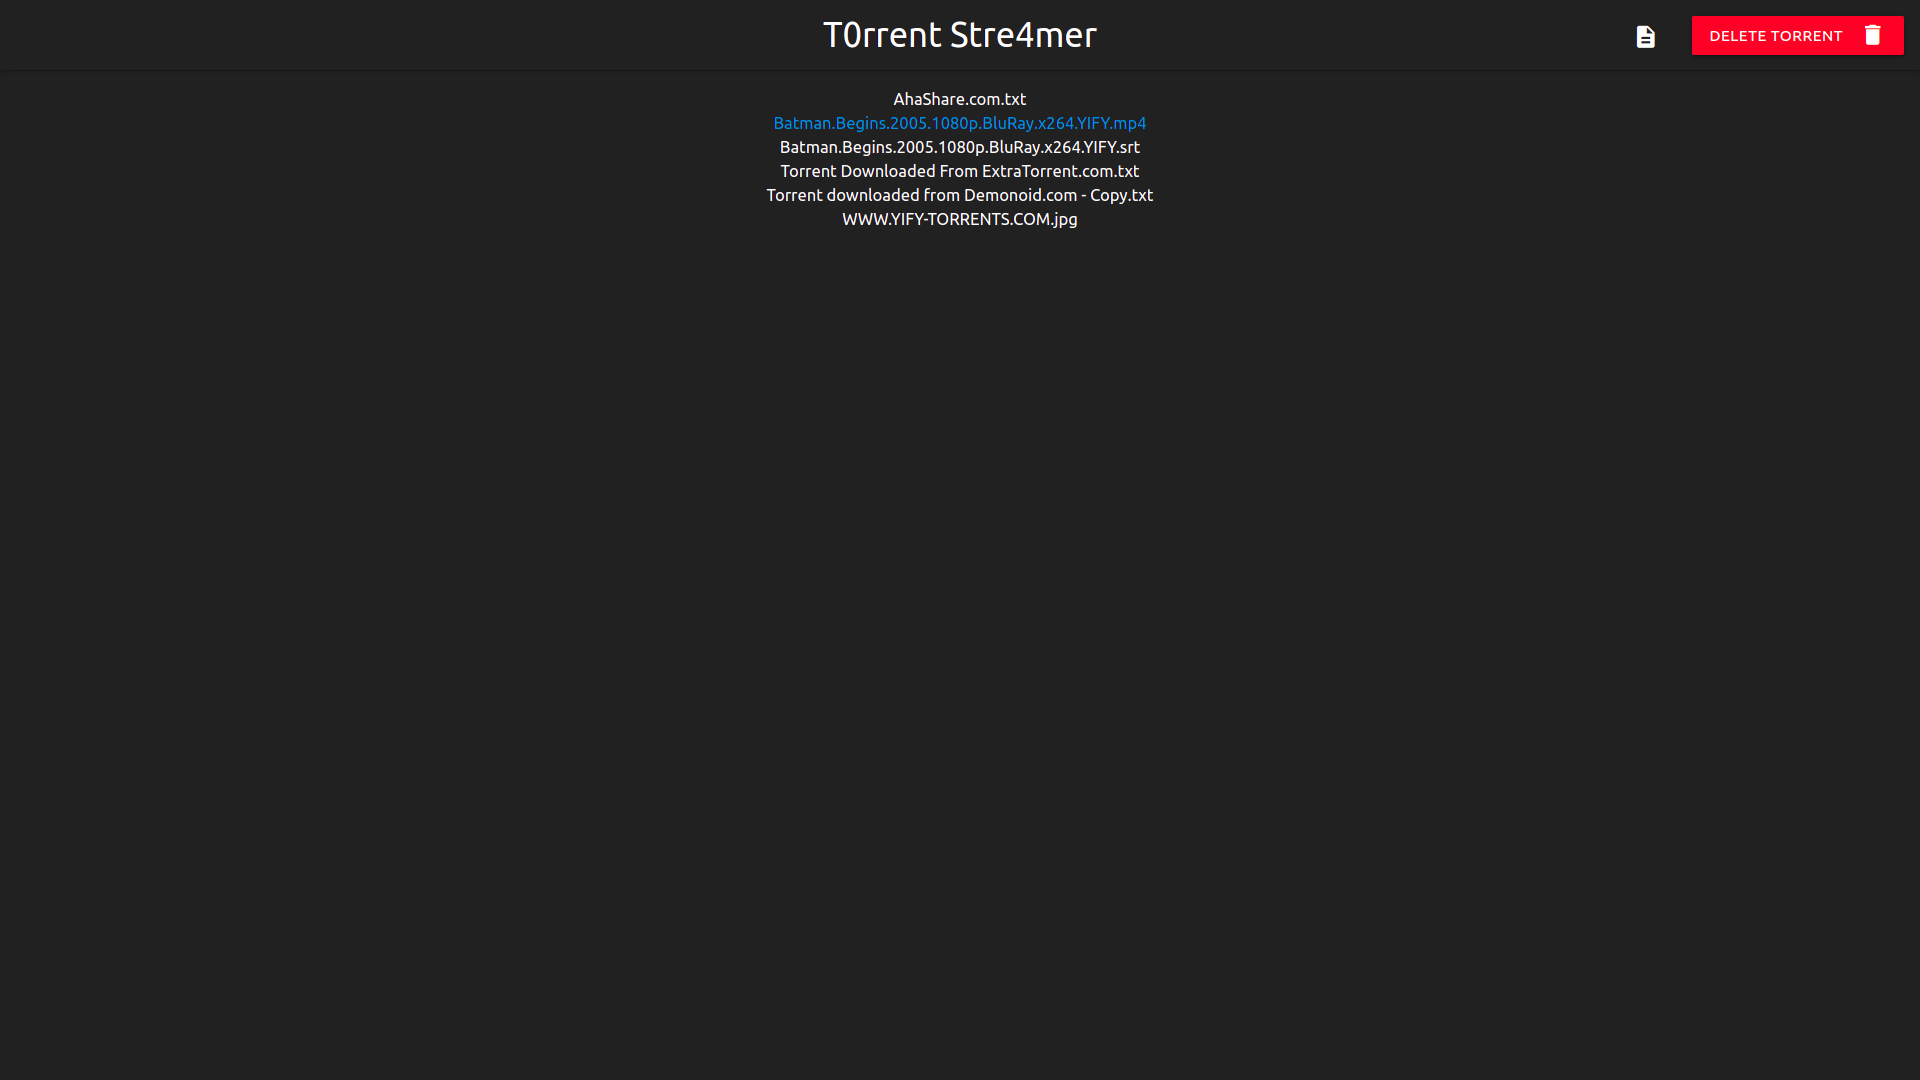 T0rrent Stre4mer
DELETE TORRENT
AhaShare.com.txt
Batman.Begins.2005.1080p.BluRay.x264.YIFY.mp4
Batman.Begins.2005.1080p.BluRay.x264.YIFY.srt
Torrent Downloaded From ExtraTorrent.com.txt
Torrent downloaded from Demonoid.com - Copy.txt
WWW.YIFY-TORRENTS.COM.jpg